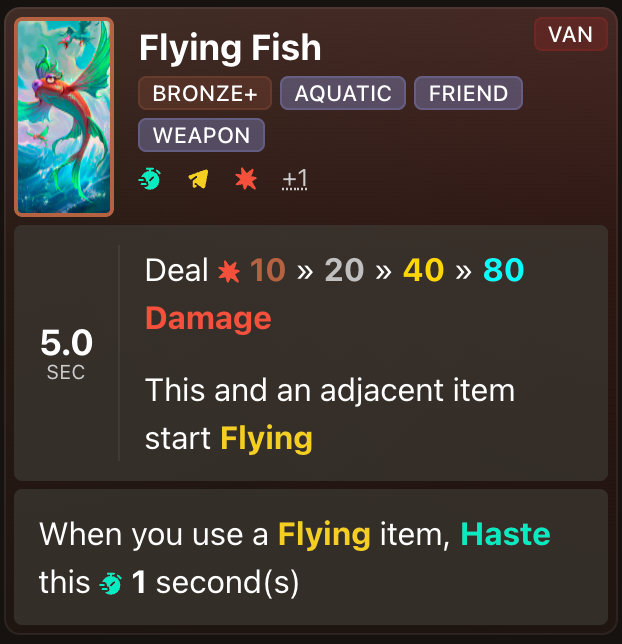 Flying Fish
VAN
BRONZE+ AQUATIC FRIEND
WEAPON
+1
5.0
SEC
Deal 10 » 20 » 40 » 80
Damage
This and an adjacent item
start Flying
When you use a Flying item, Haste
this 1 second(s)